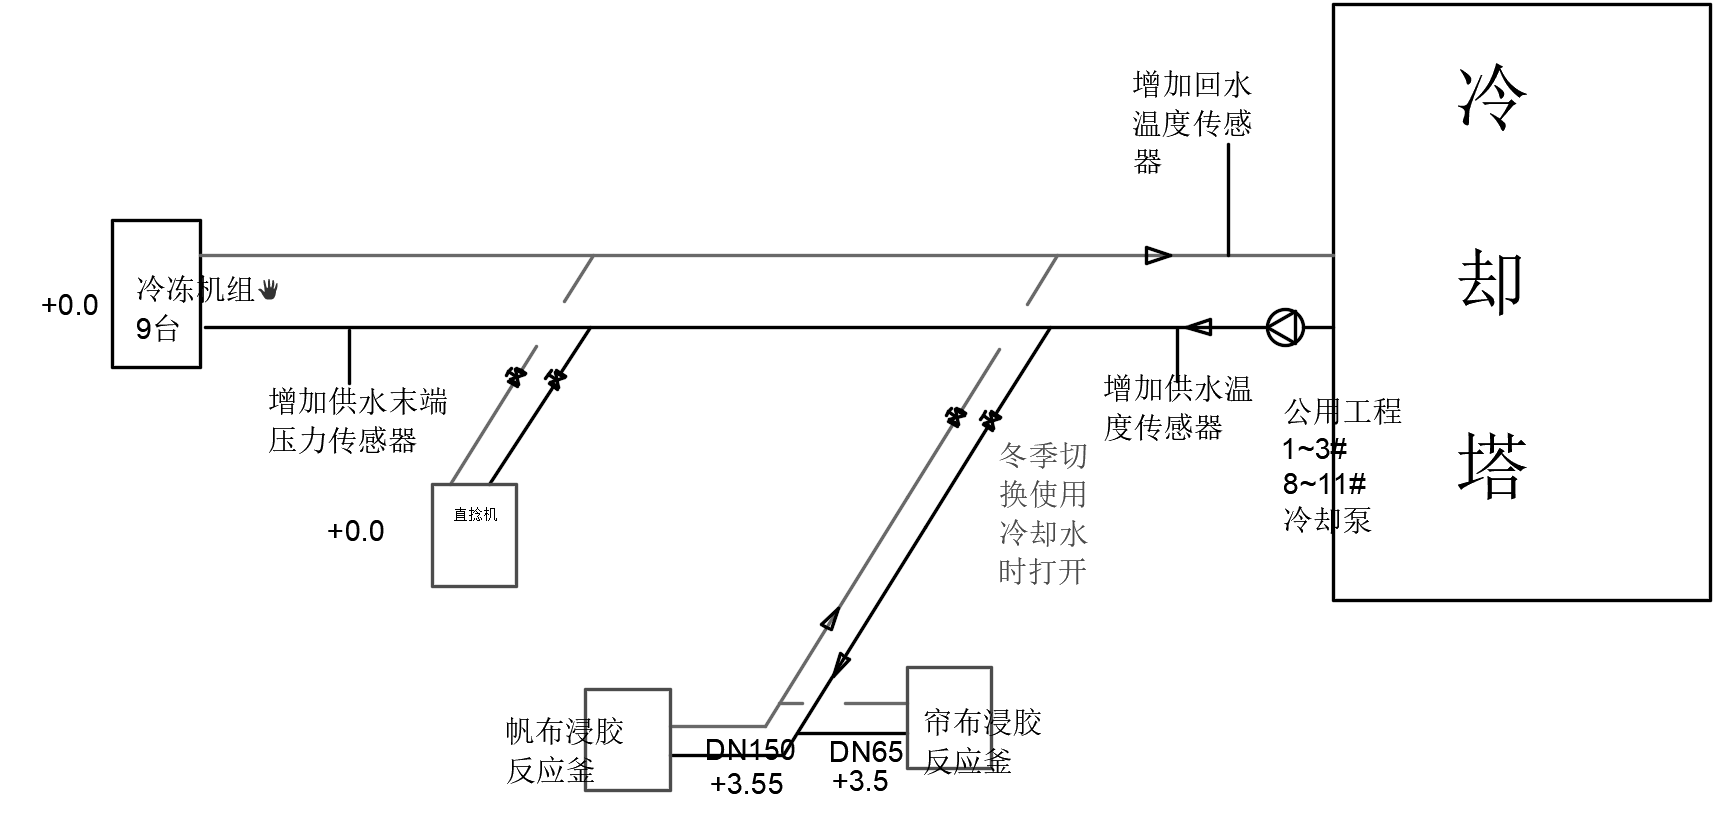 增加回水
温度传感
器
冷
却
塔
+0.0
冷冻机组
9台
增加供水末端
压力传感器
增加供水温
度传感器
公用工程
1~3#
8~11#
冷却泵
冬季切
换使用
冷却水
时打开
+0.0
直捻机
帆布浸胶
反应釜
DN150
+3.55
DN65
+3.5
帘布浸胶
反应釜